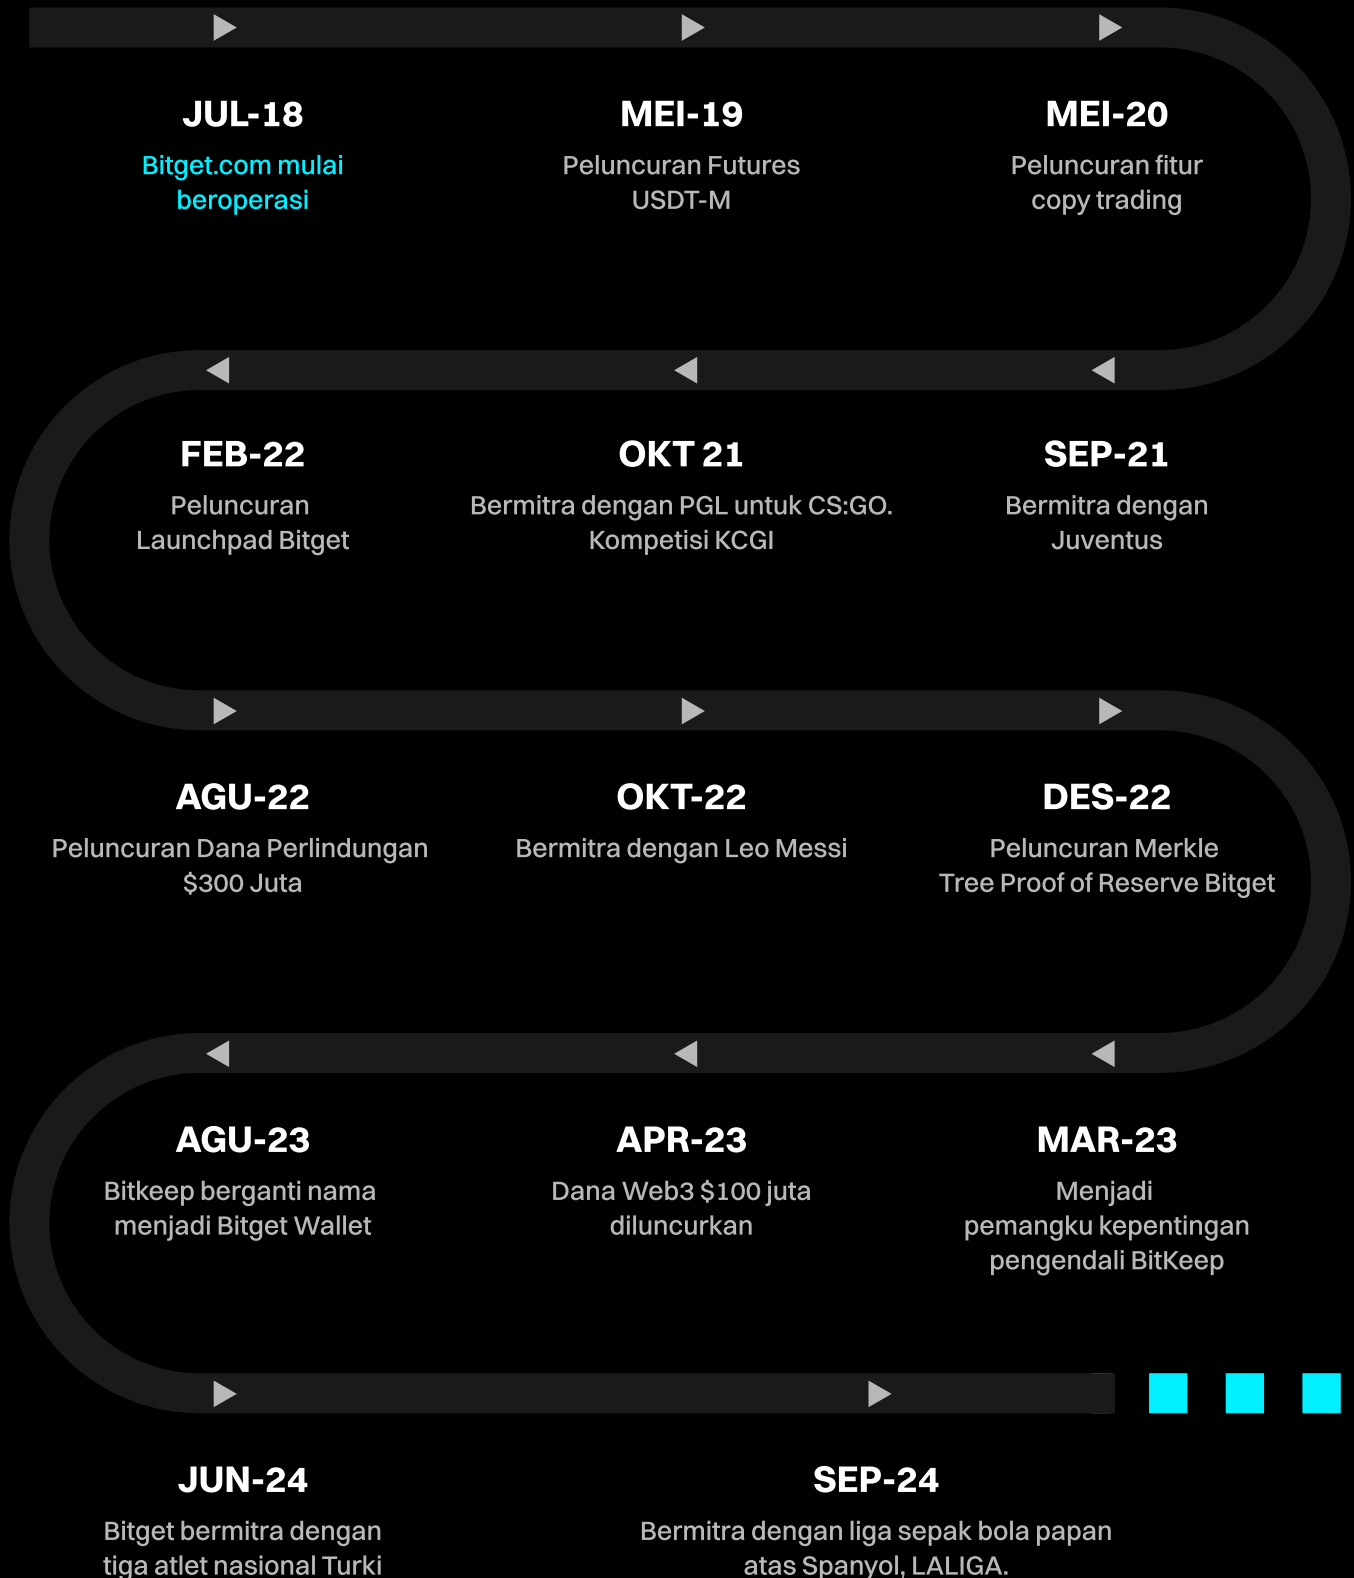 JUL-18
Bitget.com mulai
beroperasi
MEI-19
Peluncuran Futures
USDT-M
MEI-20
Peluncuran fitur
copy trading
SEP-21
Bermitra dengan
Juventus
OKT 21
Bermitra dengan PGL untuk CS:GO.
Kompetisi KCGI
FEB-22
Peluncuran
Launchpad Bitget
AGU-22
Peluncuran Dana Perlindungan
$300 Juta
OKT-22
Bermitra dengan Leo Messi
DES-22
Peluncuran Merkle
Tree Proof of Reserve Bitget
MAR-23
Menjadi
pemangku kepentingan
pengendali BitKeep
APR-23
Dana Web3 $100 juta
diluncurkan
AGU-23
Bitkeep berganti nama
menjadi Bitget Wallet
JUN-24
Bitget bermitra dengan
tiga atlet nasional Turki
SEP-24
Bermitra dengan liga sepak bola papan
atas Spanyol, LALIGA.